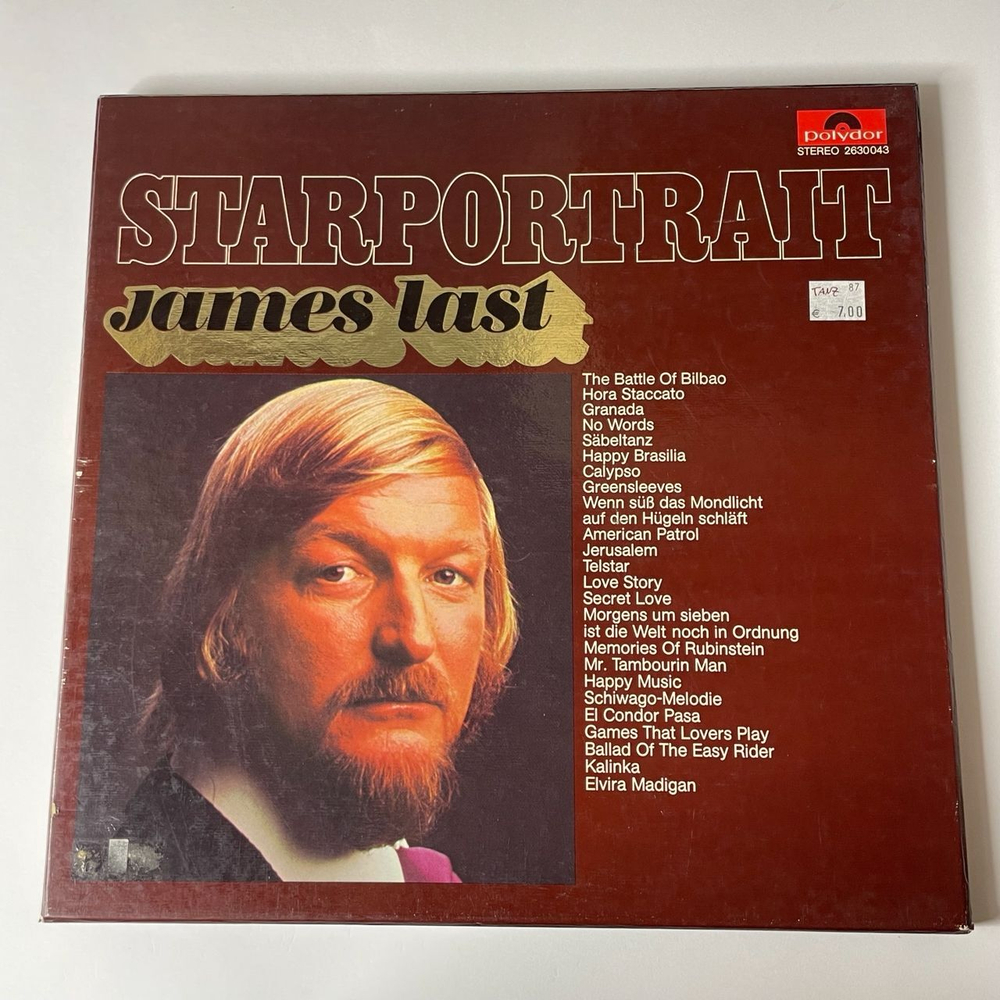 polydor
STEREO 2630043
STARPORTRAIT
james last
TANZ 87
€ 7,00
The Battle Of Bilbao
Hora Staccato
Granada
No Words
Säbeltanz
Happy Brasilia
Calypso
Greensleeves
Wenn süß das Mondlicht
auf den Hügeln schläft
American Patrol
Jerusalem
Telstar
Love Story
Secret Love
Morgens um sieben
ist die Welt noch in Ordnung
Memories Of Rubinstein
Mr. Tambourin Man
Happy Music
Schiwago-Melodie
El Condor Pasa
Games That Lovers Play
Ballad Of The Easy Rider
Kalinka
Elvira Madigan